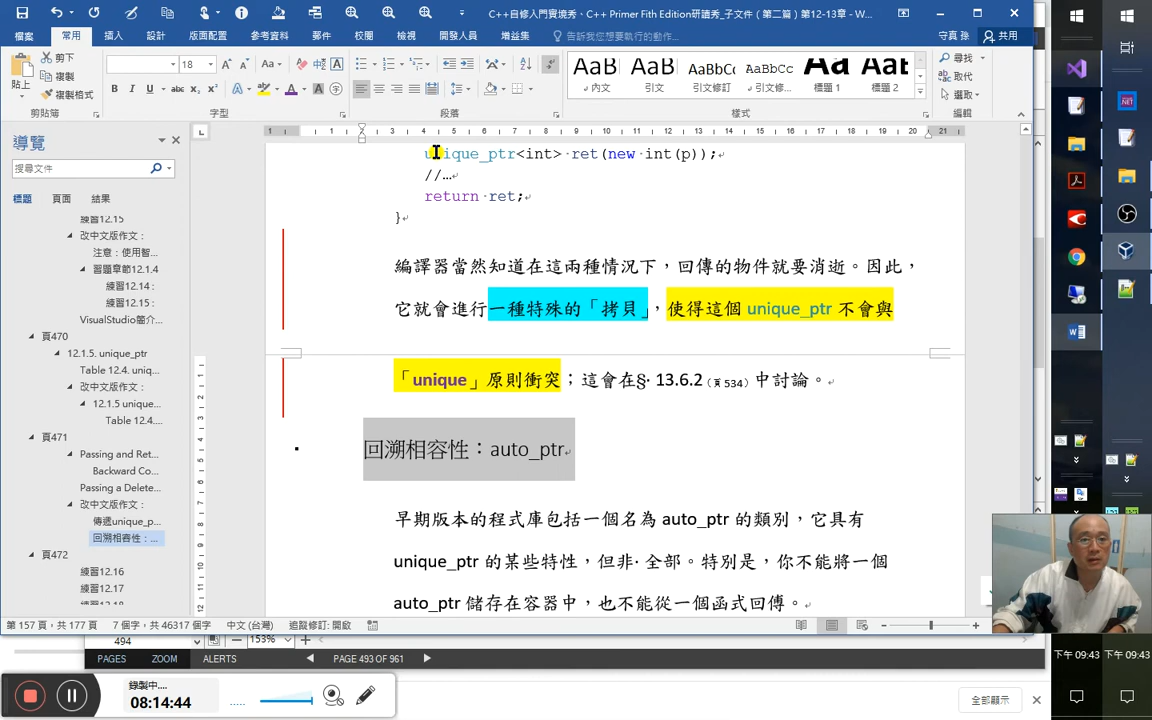 C++自修入門實境秀、C++ Primer Fith Edition研讀秀_子文件（第二篇）第12-13章 - W...
檔案 常用 插入 設計 版面配置 參考資料 郵件 校閱 檢視 開發人員 增益集 告訴我您想要執行的動作... 守真 孫 共用
貼上 剪下 複製 複製格式
18
B I U abc X₂ X²
AaB AaB AaBbC AaBbCc AaB AaB
內文 引文 引文修訂 引文修... 標題 1 標題 2
尋找 取代 選取
剪貼簿 字型 段落 樣式 編輯
導覽
搜尋文件
標題 頁面 結果
練習12.15
改中文版作文：
注意：使用智...
習題章節12.1.4
練習12.14：
練習12.15：
VisualStudio簡介...
頁470
12.1.5. unique_ptr
Table 12.4. uniq...
改中文版作文：
12.1.5 unique...
Table 12.4....
頁471
Passing and Ret...
Backward Co...
Passing a Delete...
改中文版作文：
傳遞unique_p...
回溯相容性：...
頁472
練習12.16
練習12.17
練習12.18
unique_ptr<int> ret(new int(p));
//…
return ret;
}
編譯器當然知道在這兩種情況下，回傳的物件就要消逝。因此，
它就會進行一種特殊的「拷貝」，使得這個 unique_ptr 不會與
「unique」原則衝突；這會在§ 13.6.2（頁 534）中討論。
回溯相容性：auto_ptr
早期版本的程式庫包括一個名為 auto_ptr 的類別，它具有
unique_ptr 的某些特性，但非 全部。特別是，你不能將一個
auto_ptr 儲存在容器中，也不能從一個函式回傳。
第 157 頁，共 177 頁 7 個字，共 46317 個字 中文 (台灣) 追蹤修訂: 開啟 153%
494 153%
PAGES ZOOM ALERTS PAGE 493 OF 961
錄製中....
08:14:44
全部顯示
下午 09:43 下午 09:43